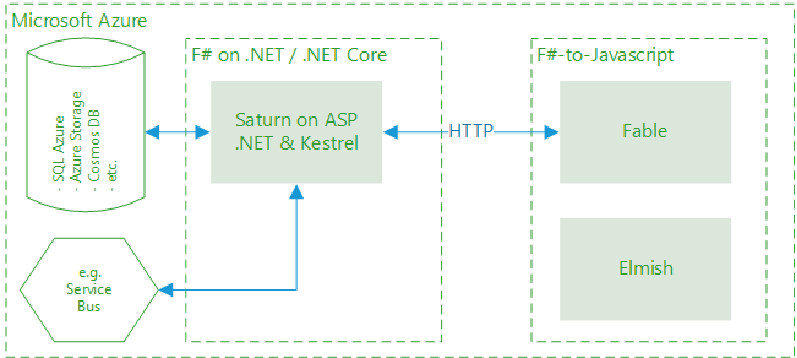 Microsoft Azure
F# on .NET / .NET Core
F#-to-Javascript
- SQL Azure
- Azure Storage
- Cosmos DB
- etc.
Saturn on ASP
.NET & Kestrel
HTTP
Fable
e.g.
Service
Bus
Elmish